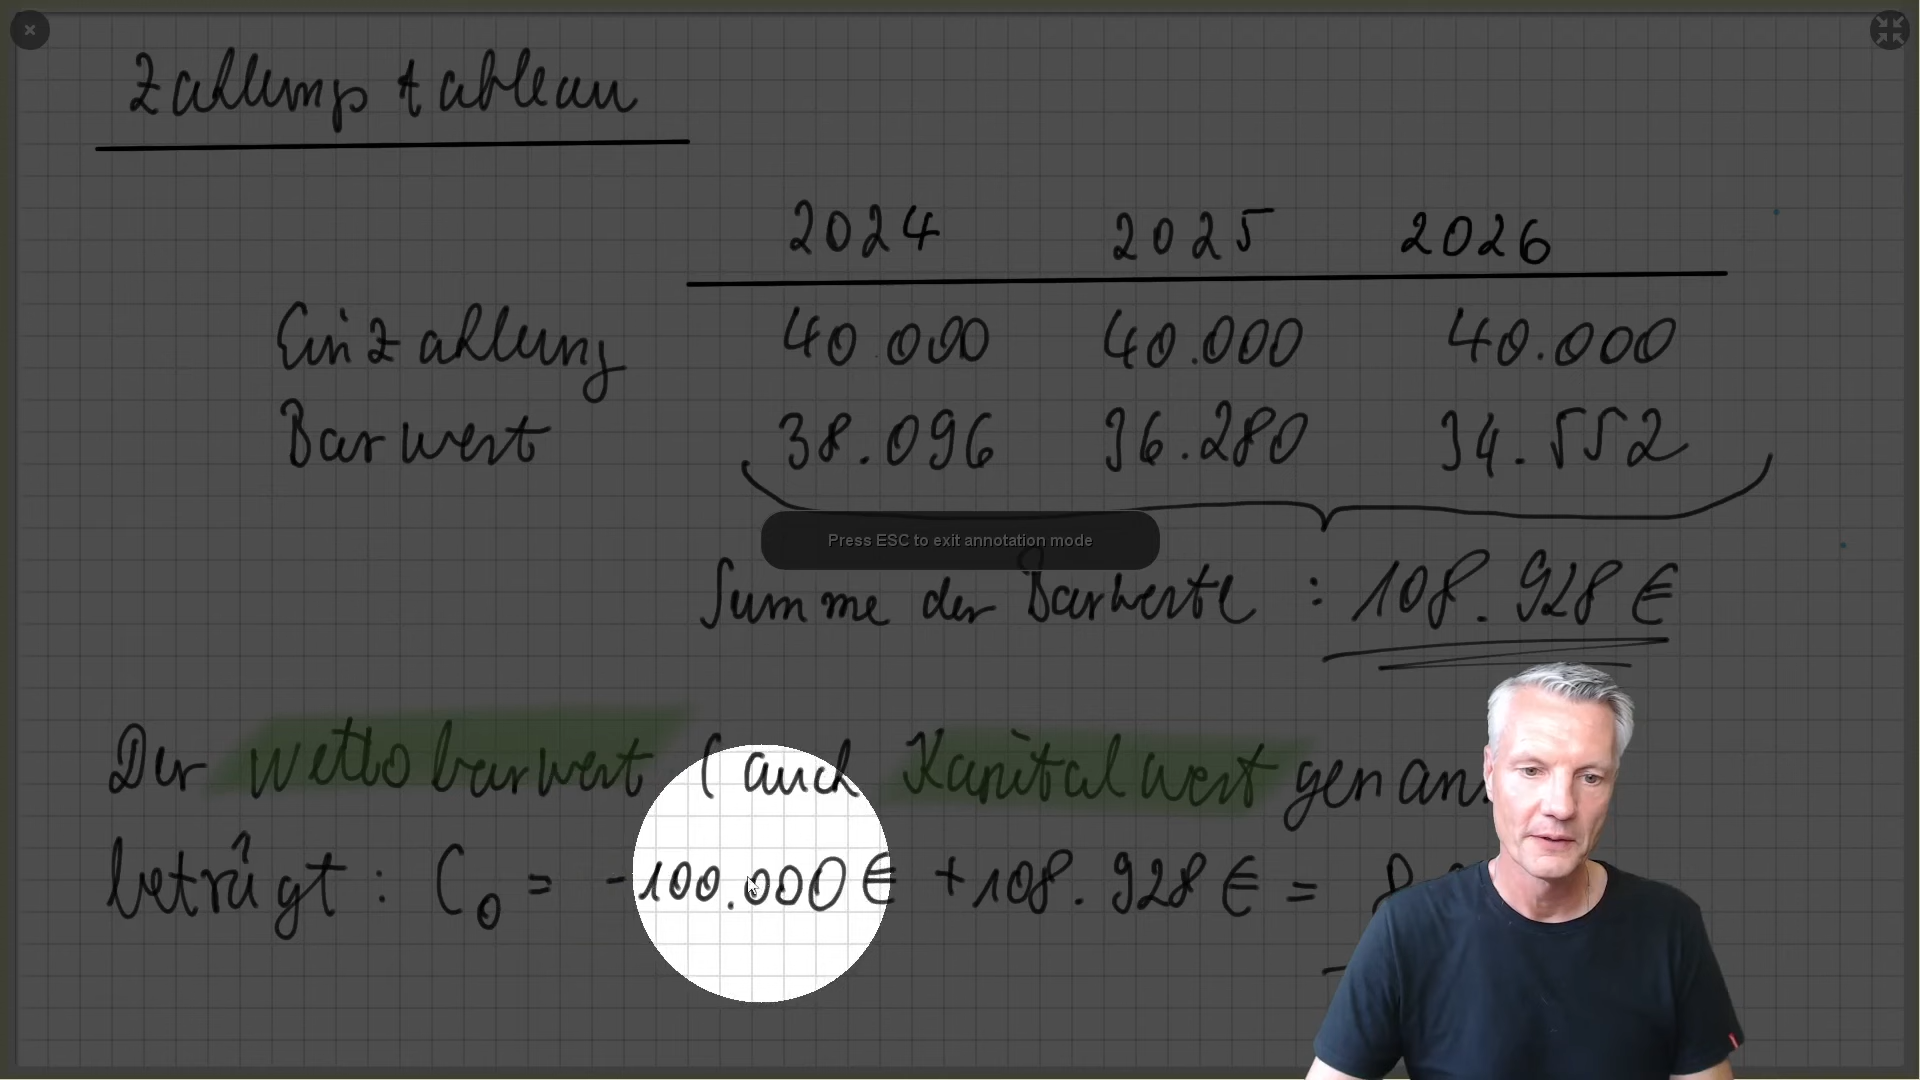 Zahlungstableau
2024 2025 2026
Einzahlung 40.000 40.000 40.000
Barwert 38.096 36.280 34.552
Press ESC to exit annotation mode
Summe der Barwerte : 108.928 €
Der Nettobarwert (auch Kapitalwert genan
beträgt : C0 = -100.000 € + 108.928 € = 8.